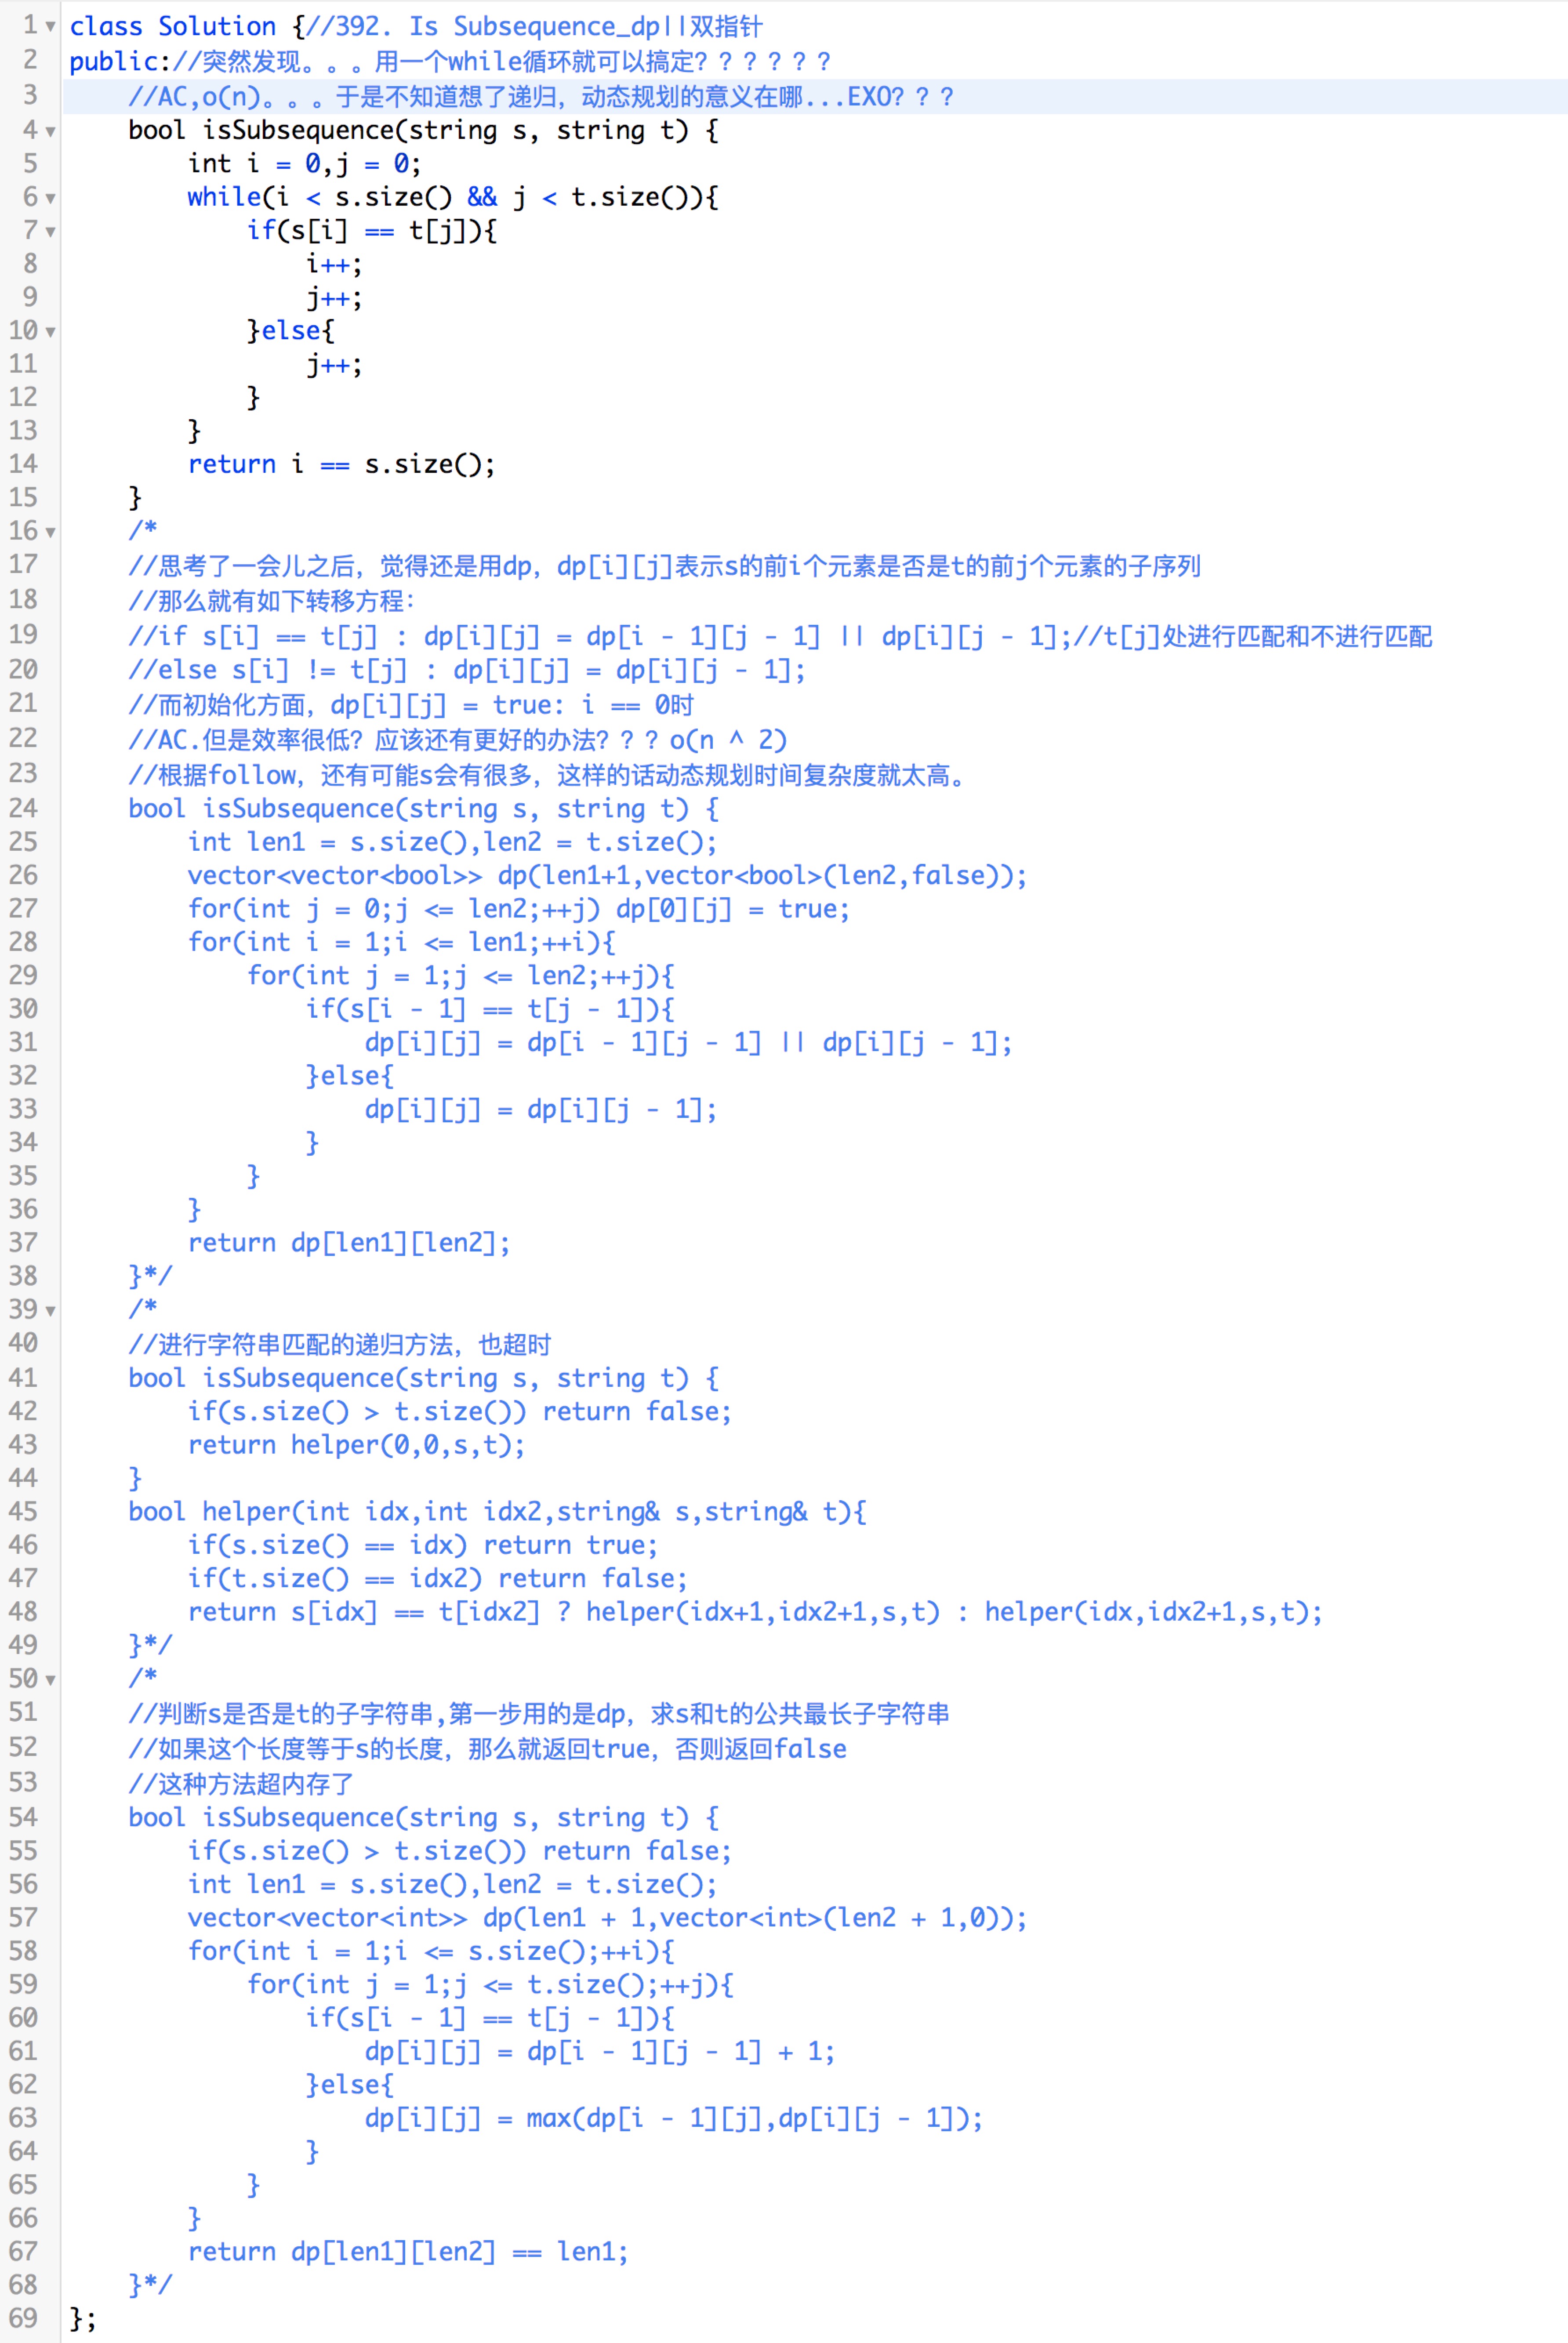 1 class Solution {//392. Is Subsequence_dp||双指针
2 public://突然发现。。。用一个while循环就可以搞定？？？？？？
3     //AC,o(n)。。。于是不知道想了递归，动态规划的意义在哪...EXO？？？
4     bool isSubsequence(string s, string t) {
5         int i = 0,j = 0;
6         while(i < s.size() && j < t.size()){
7             if(s[i] == t[j]){
8                 i++;
9                 j++;
10             }else{
11                 j++;
12             }
13         }
14         return i == s.size();
15     }
16     /*
17     //思考了一会儿之后，觉得还是用dp，dp[i][j]表示s的前i个元素是否是t的前j个元素的子序列
18     //那么就有如下转移方程：
19     //if s[i] == t[j] : dp[i][j] = dp[i - 1][j - 1] || dp[i][j - 1];//t[j]处进行匹配和不进行匹配
20     //else s[i] != t[j] : dp[i][j] = dp[i][j - 1];
21     //而初始化方面，dp[i][j] = true: i == 0时
22     //AC.但是效率很低？应该还有更好的办法？？？o(n ^ 2)
23     //根据follow，还有可能s会有很多，这样的话动态规划时间复杂度就太高。
24     bool isSubsequence(string s, string t) {
25         int len1 = s.size(),len2 = t.size();
26         vector<vector<bool>> dp(len1+1,vector<bool>(len2,false));
27         for(int j = 0;j <= len2;++j) dp[0][j] = true;
28         for(int i = 1;i <= len1;++i){
29             for(int j = 1;j <= len2;++j){
30                 if(s[i - 1] == t[j - 1]){
31                     dp[i][j] = dp[i - 1][j - 1] || dp[i][j - 1];
32                 }else{
33                     dp[i][j] = dp[i][j - 1];
34                 }
35             }
36         }
37         return dp[len1][len2];
38     }*/
39     /*
40     //进行字符串匹配的递归方法，也超时
41     bool isSubsequence(string s, string t) {
42         if(s.size() > t.size()) return false;
43         return helper(0,0,s,t);
44     }
45     bool helper(int idx,int idx2,string& s,string& t){
46         if(s.size() == idx) return true;
47         if(t.size() == idx2) return false;
48         return s[idx] == t[idx2] ? helper(idx+1,idx2+1,s,t) : helper(idx,idx2+1,s,t);
49     }*/
50     /*
51     //判断s是否是t的子字符串,第一步用的是dp，求s和t的公共最长子字符串
52     //如果这个长度等于s的长度，那么就返回true，否则返回false
53     //这种方法超内存了
54     bool isSubsequence(string s, string t) {
55         if(s.size() > t.size()) return false;
56         int len1 = s.size(),len2 = t.size();
57         vector<vector<int>> dp(len1 + 1,vector<int>(len2 + 1,0));
58         for(int i = 1;i <= s.size();++i){
59             for(int j = 1;j <= t.size();++j){
60                 if(s[i - 1] == t[j - 1]){
61                     dp[i][j] = dp[i - 1][j - 1] + 1;
62                 }else{
63                     dp[i][j] = max(dp[i - 1][j],dp[i][j - 1]);
64                 }
65             }
66         }
67         return dp[len1][len2] == len1;
68     }*/
69 };